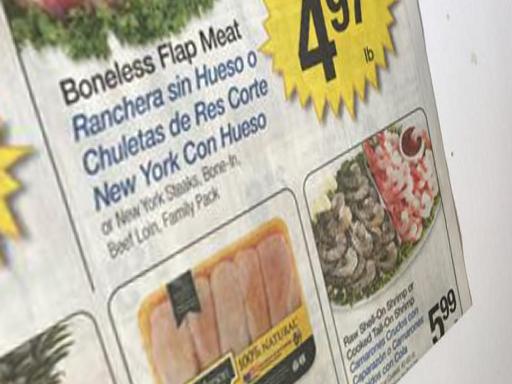 4.97
lb
Boneless Flap Meat
Ranchera sin Hueso o
Chuletas de Res Corte
New York Con Hueso
or New York Steaks, Bone-In,
Beef Loin, Family Pack
100% NATURAL
Raw Shell-On Shrimp or
Cooked Tail-On Shrimp
Camarones Crudos con
Caparazón o Camarones
con Cola
5.99